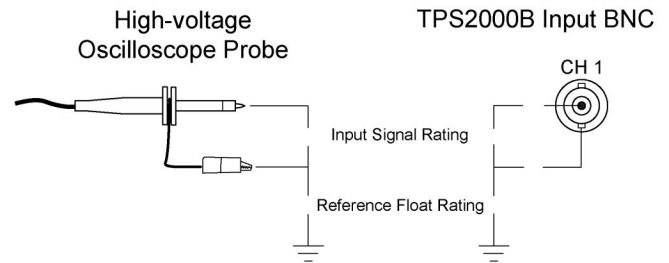 High-voltage
Oscilloscope Probe
TPS2000B Input BNC
CH 1
Input Signal Rating
Reference Float Rating